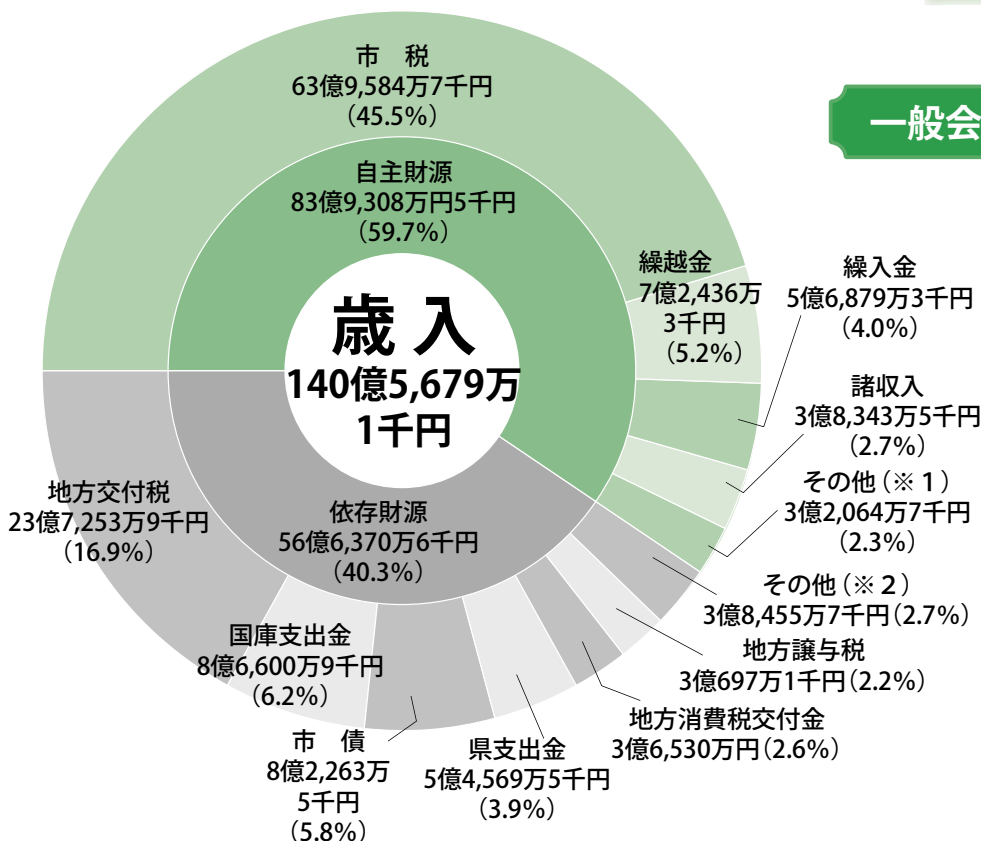 一般会
市　税
63億9,584万7千円
（45.5%）
自主財源
83億9,308万円5千円
（59.7%）
繰越金
7億2,436万
3千円
（5.2%）
繰入金
5億6,879万3千円
（4.0%）
諸収入
3億8,343万5千円
（2.7%）
その他（※１）
3億2,064万7千円
（2.3%）
歳 入
140億5,679万
1千円
依存財源
56億6,370万6千円
（40.3%）
その他（※２）
3億8,455万7千円（2.7%）
地方譲与税
3億697万1千円（2.2%）
地方消費税交付金
3億6,530万円（2.6%）
県支出金
5億4,569万5千円
（3.9%）
市　債
8億2,263万
5千円
（5.8%）
国庫支出金
8億6,600万9千円
（6.2%）
地方交付税
23億7,253万9千円
（16.9%）